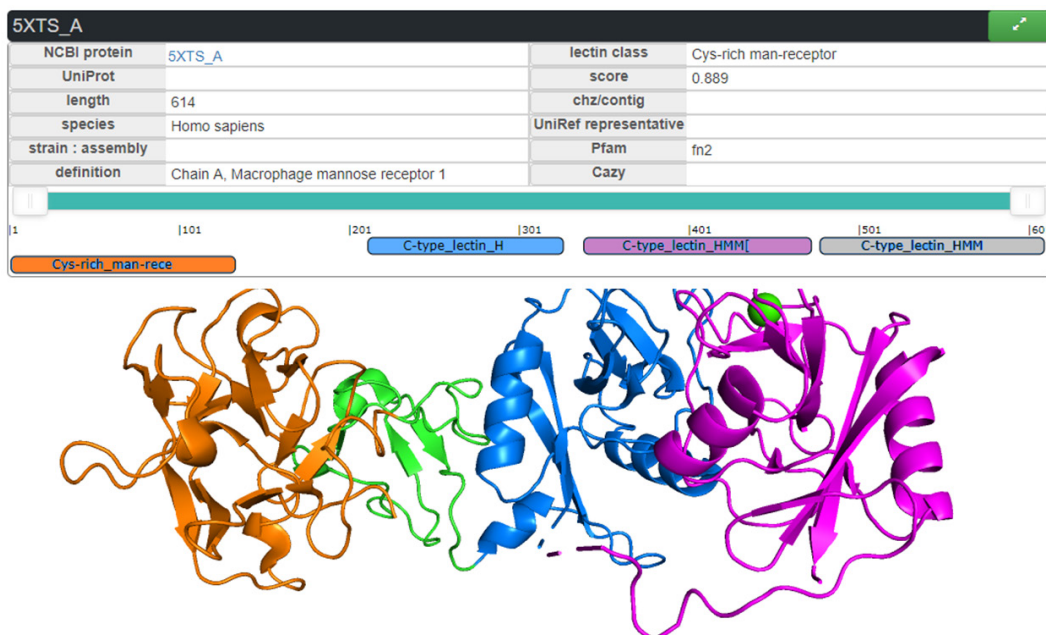 5XTS_A
NCBI protein 5XTS_A lectin class Cys-rich man-receptor
UniProt score 0.889
length 614 chz/contig
species Homo sapiens UniRef representative
strain : assembly Pfam fn2
definition Chain A, Macrophage mannose receptor 1 Cazy
|1 |101 |201 |301 |401 |501 |60
C-type_lectin_H C-type_lectin_HMM[ C-type_lectin_HMM
Cys-rich_man-rece